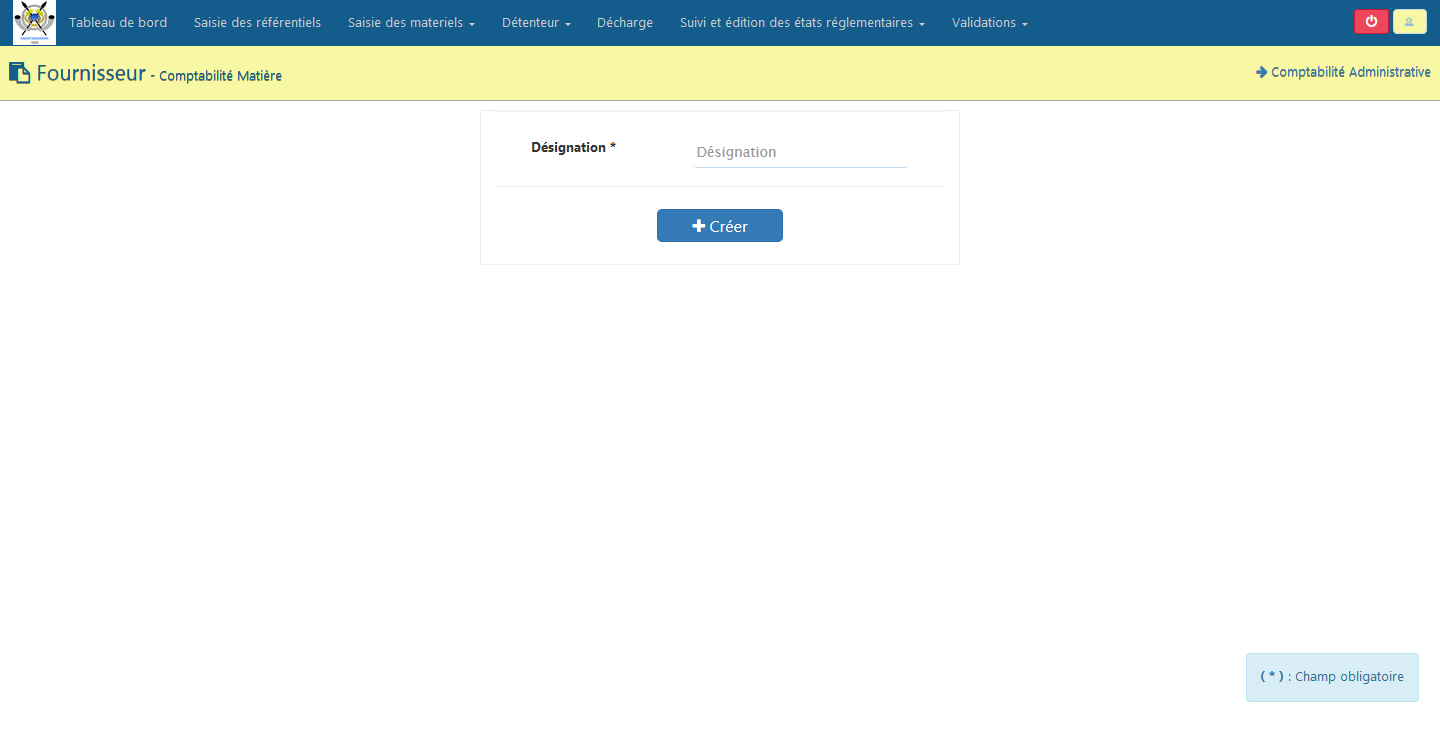 Tableau de bord
Saisie des référentiels
Saisie des materiels
Détenteur
Décharge
Suivi et édition des états réglementaires
Validations
Fournisseur - Comptabilité Matière
Comptabilité Administrative
Désignation *
Désignation
Créer
( * ) : Champ obligatoire